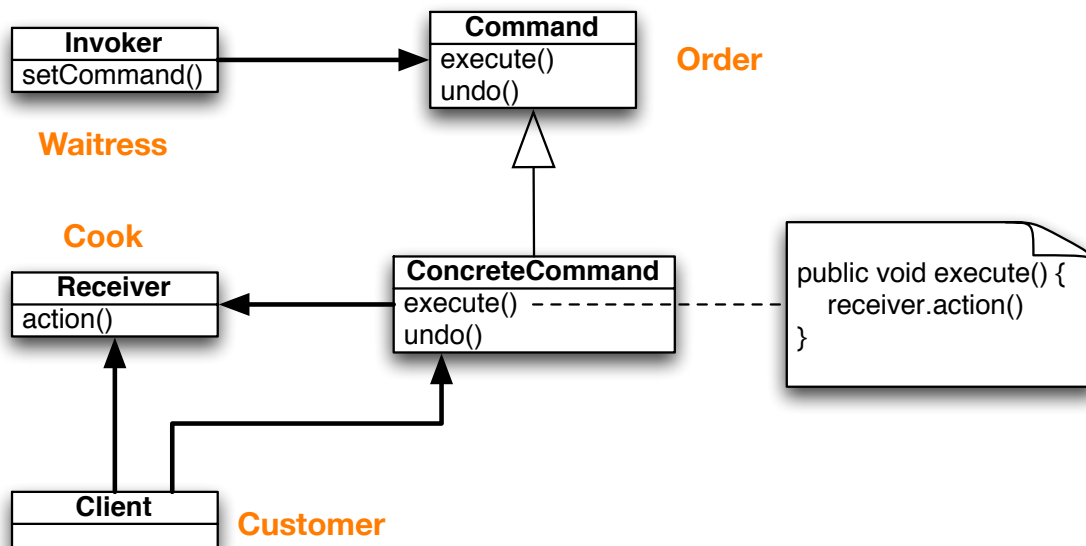 Invoker
setCommand()
Waitress
Command
execute()
undo()
Order
Cook
Receiver
action()
ConcreteCommand
execute()
undo()
public void execute() {
receiver.action()
}
Client
Customer